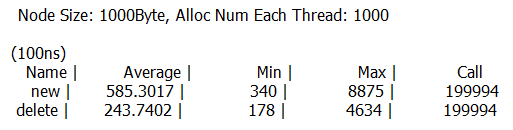 Node Size: 1000Byte, Alloc Num Each Thread: 1000
(100ns)
Name | Average | Min | Max | Call
new | 585.3017 | 340 | 8875 | 199994
delete | 243.7402 | 178 | 4634 | 199994